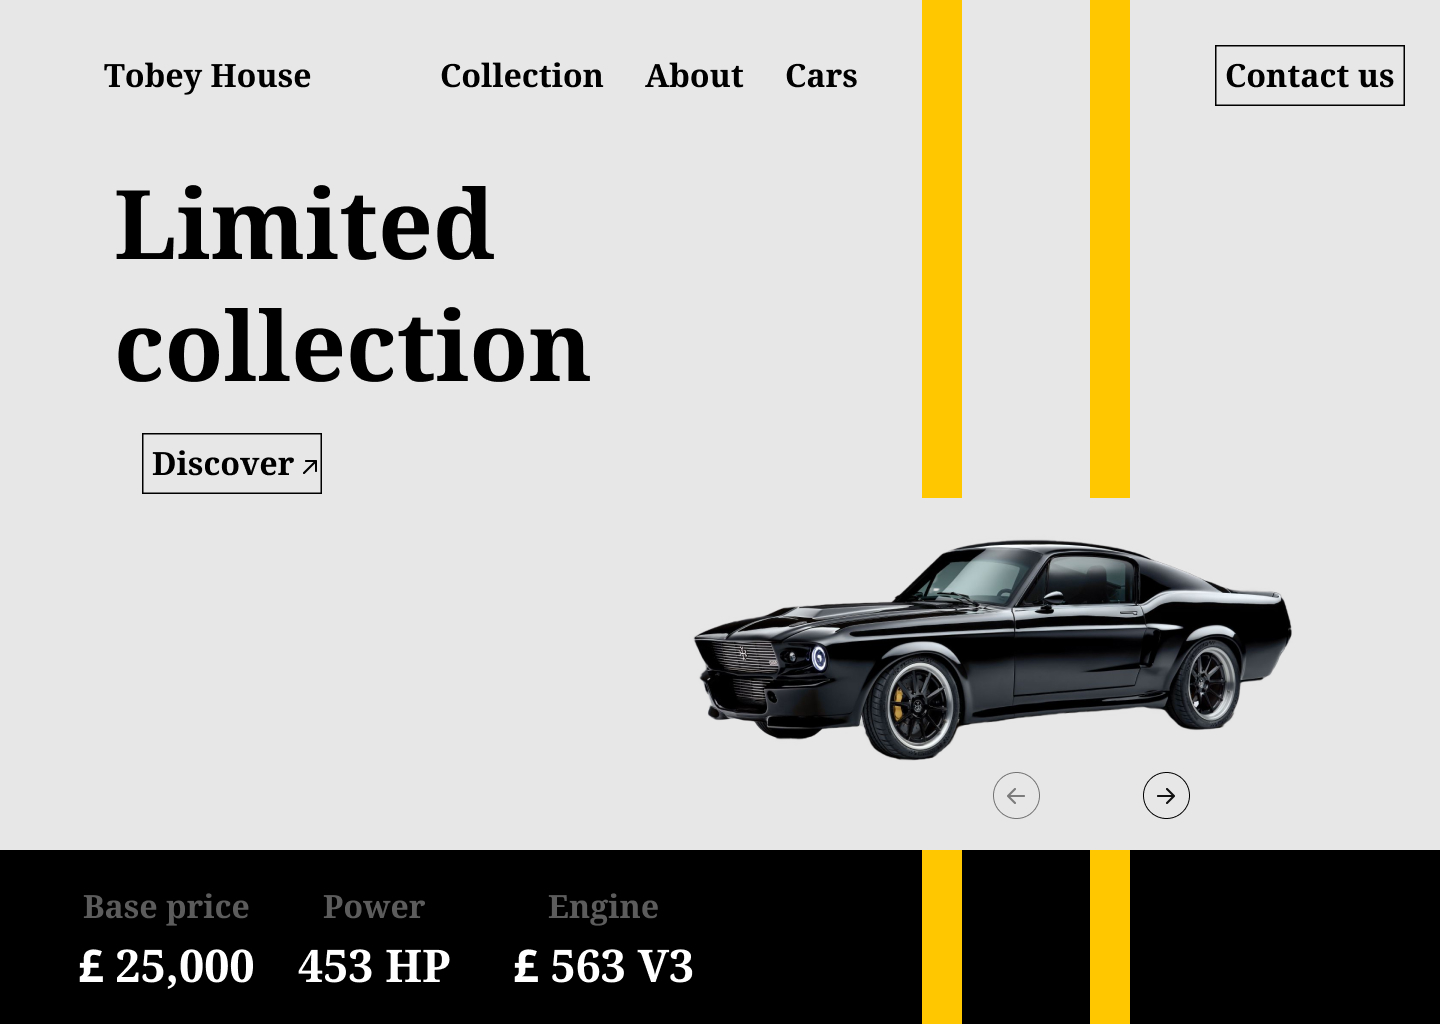 Tobey House Collection About Cars Contact us
Limited
collection
Discover
Base price Power Engine
£ 25,000 453 HP £ 563 V3